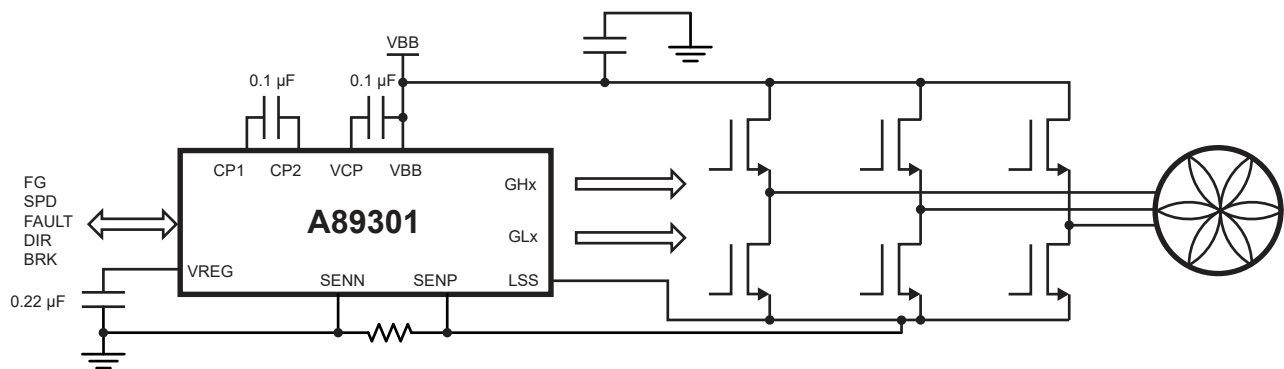 VBB
0.1 µF
0.1 µF
CP1
CP2
VCP
VBB
GHx
FG
SPD
FAULT
DIR
BRK
A89301
GLx
VREG
SENN
SENP
LSS
0.22 µF